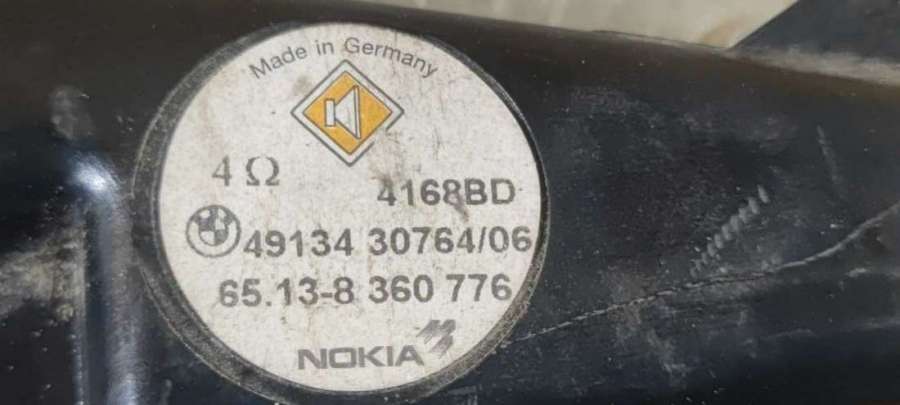 Made in Germany
4 Ω
4168BD
49134 30764/06
65.13-8 360 776
NOKIA